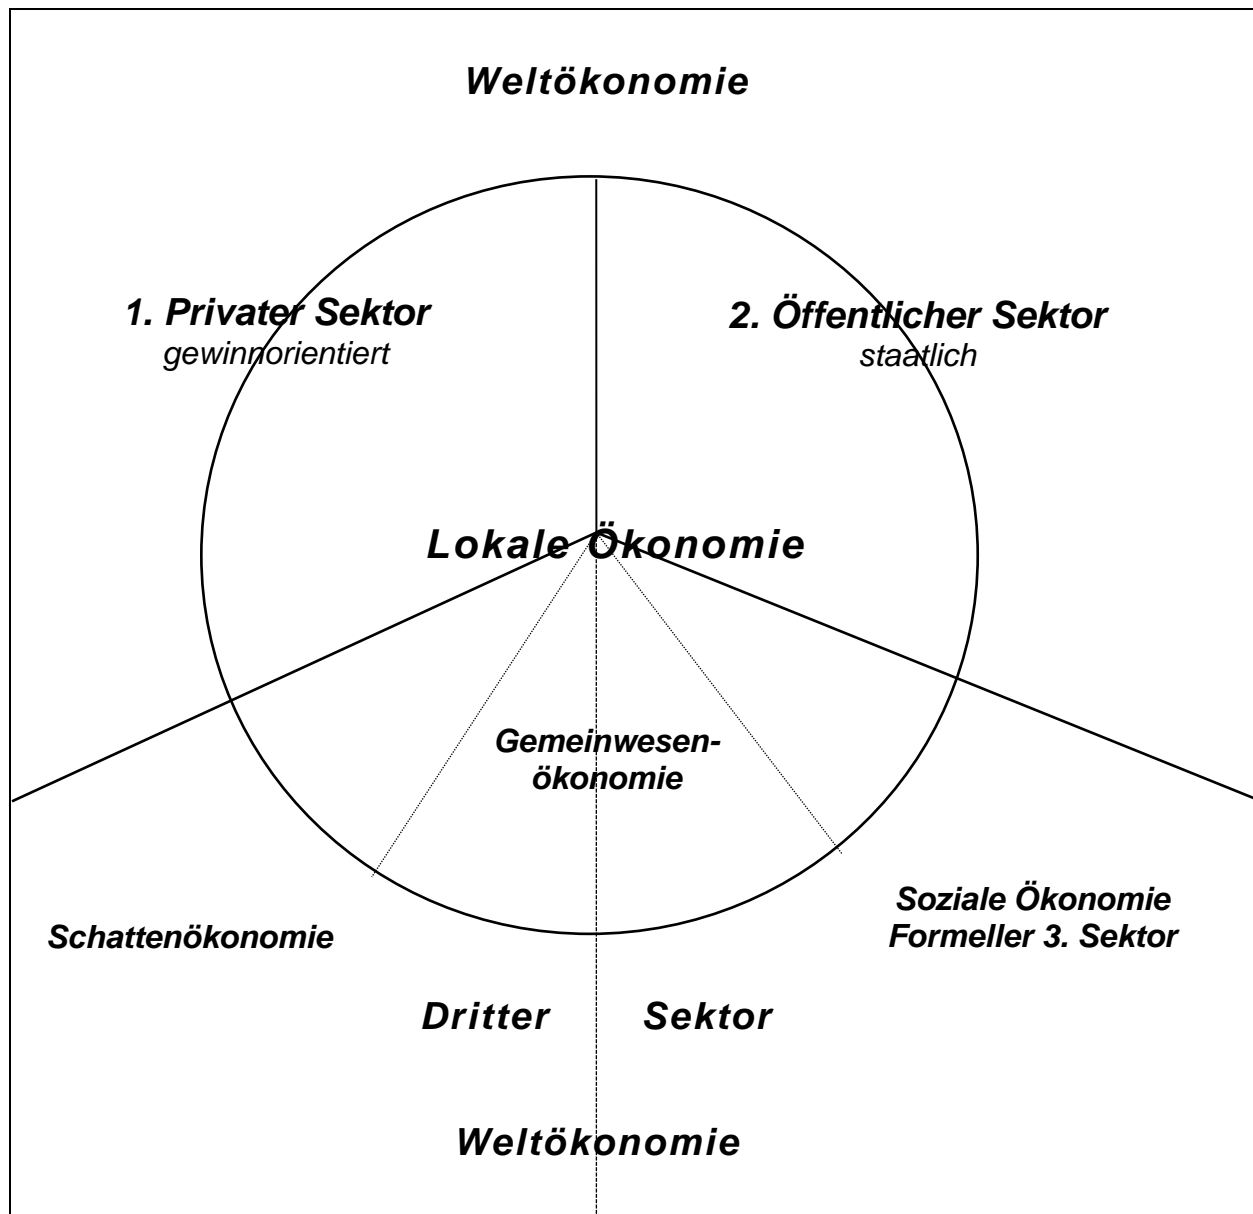 Weltökonomie
1. Privater Sektor
gewinnorientiert
2. Öffentlicher Sektor
staatlich
Lokale Ökonomie
Gemeinwesen-
ökonomie
Schattenökonomie
Soziale Ökonomie
Formeller 3. Sektor
Dritter Sektor
Weltökonomie